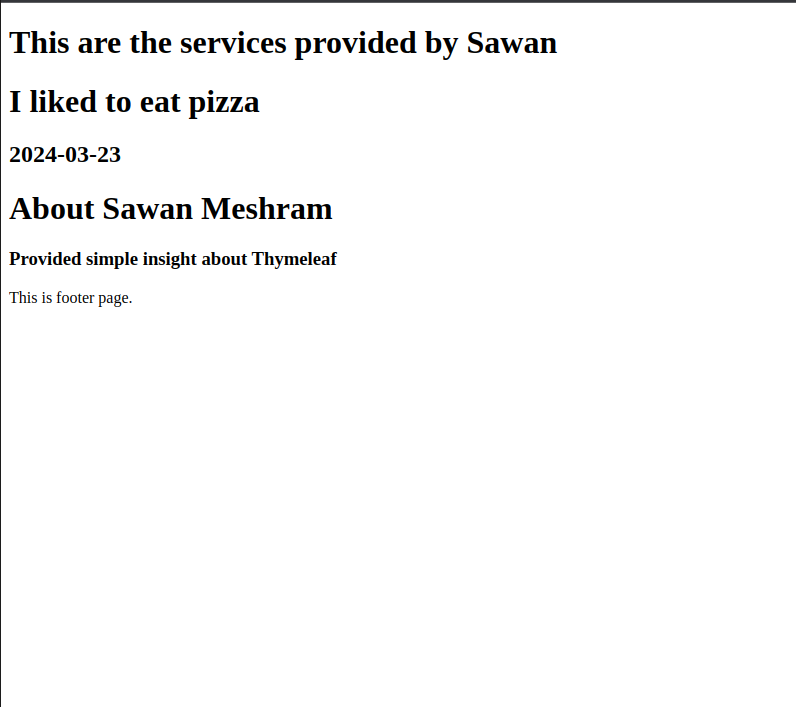 This are the services provided by Sawan
I liked to eat pizza
2024-03-23
About Sawan Meshram
Provided simple insight about Thymeleaf
This is footer page.